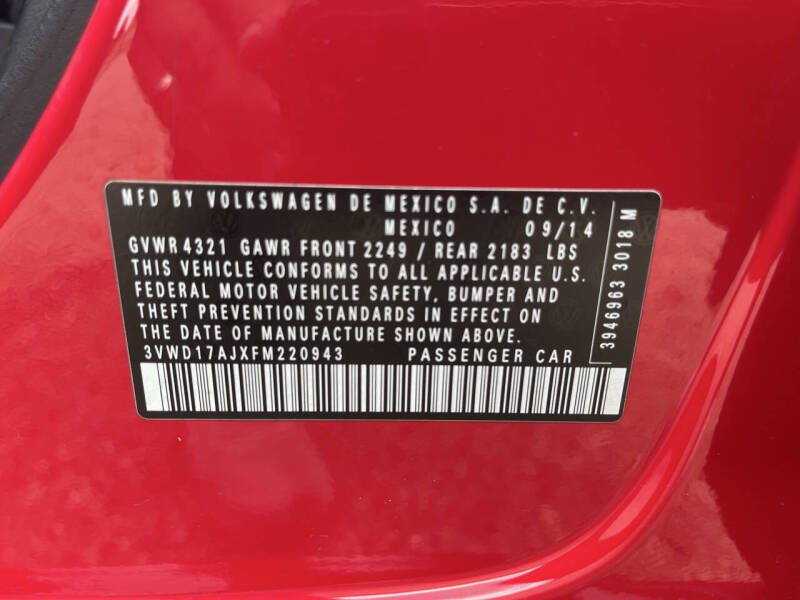 MFD BY VOLKSWAGEN DE MEXICO S.A. DE C.V.
MEXICO 09/14
GVWR 4321 GAWR FRONT 2249 / REAR 2183 LBS
THIS VEHICLE CONFORMS TO ALL APPLICABLE U.S.
FEDERAL MOTOR VEHICLE SAFETY, BUMPER AND
THEFT PREVENTION STANDARDS IN EFFECT ON
THE DATE OF MANUFACTURE SHOWN ABOVE.
3VWD17AJXFM220943 PASSENGER CAR
3946963 3018 M